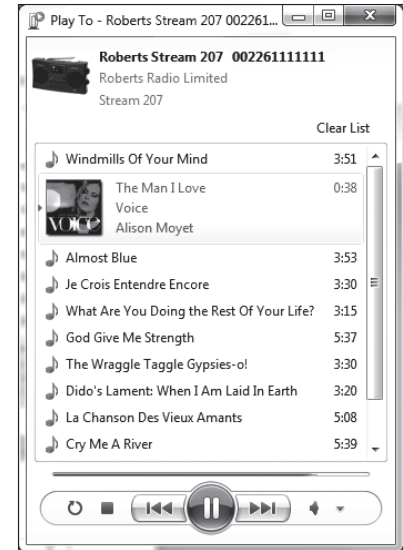 Play To - Roberts Stream 207 002261...
Roberts Stream 207 002261111111
Roberts Radio Limited
Stream 207
Clear List
Windmills Of Your Mind 3:51
The Man I Love 0:38
Voice
VOICE
Alison Moyet
Almost Blue 3:53
Je Crois Entendre Encore 3:30
What Are You Doing the Rest Of Your Life? 3:15
God Give Me Strength 5:37
The Wraggle Taggle Gypsies-o! 3:30
Dido's Lament: When I Am Laid In Earth 3:20
La Chanson Des Vieux Amants 5:08
Cry Me A River 5:39